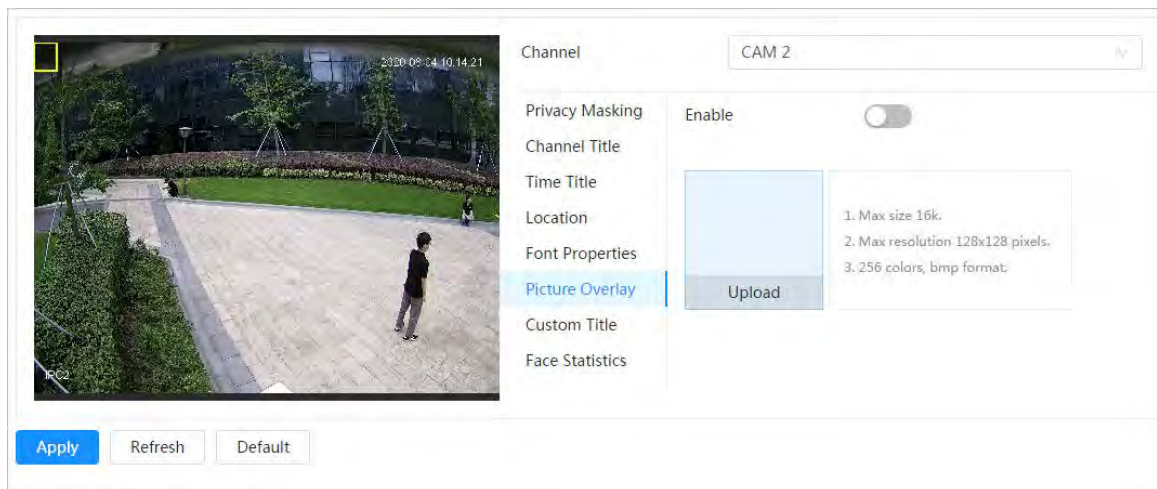 Channel
CAM 2
2020-09-04 10:14:21
Privacy Masking
Enable
Channel Title
Time Title
Location
Font Properties
Picture Overlay
Custom Title
Face Statistics
1. Max size 16k.
2. Max resolution 128x128 pixels.
3. 256 colors, bmp format.
Upload
IPC2
Apply
Refresh
Default